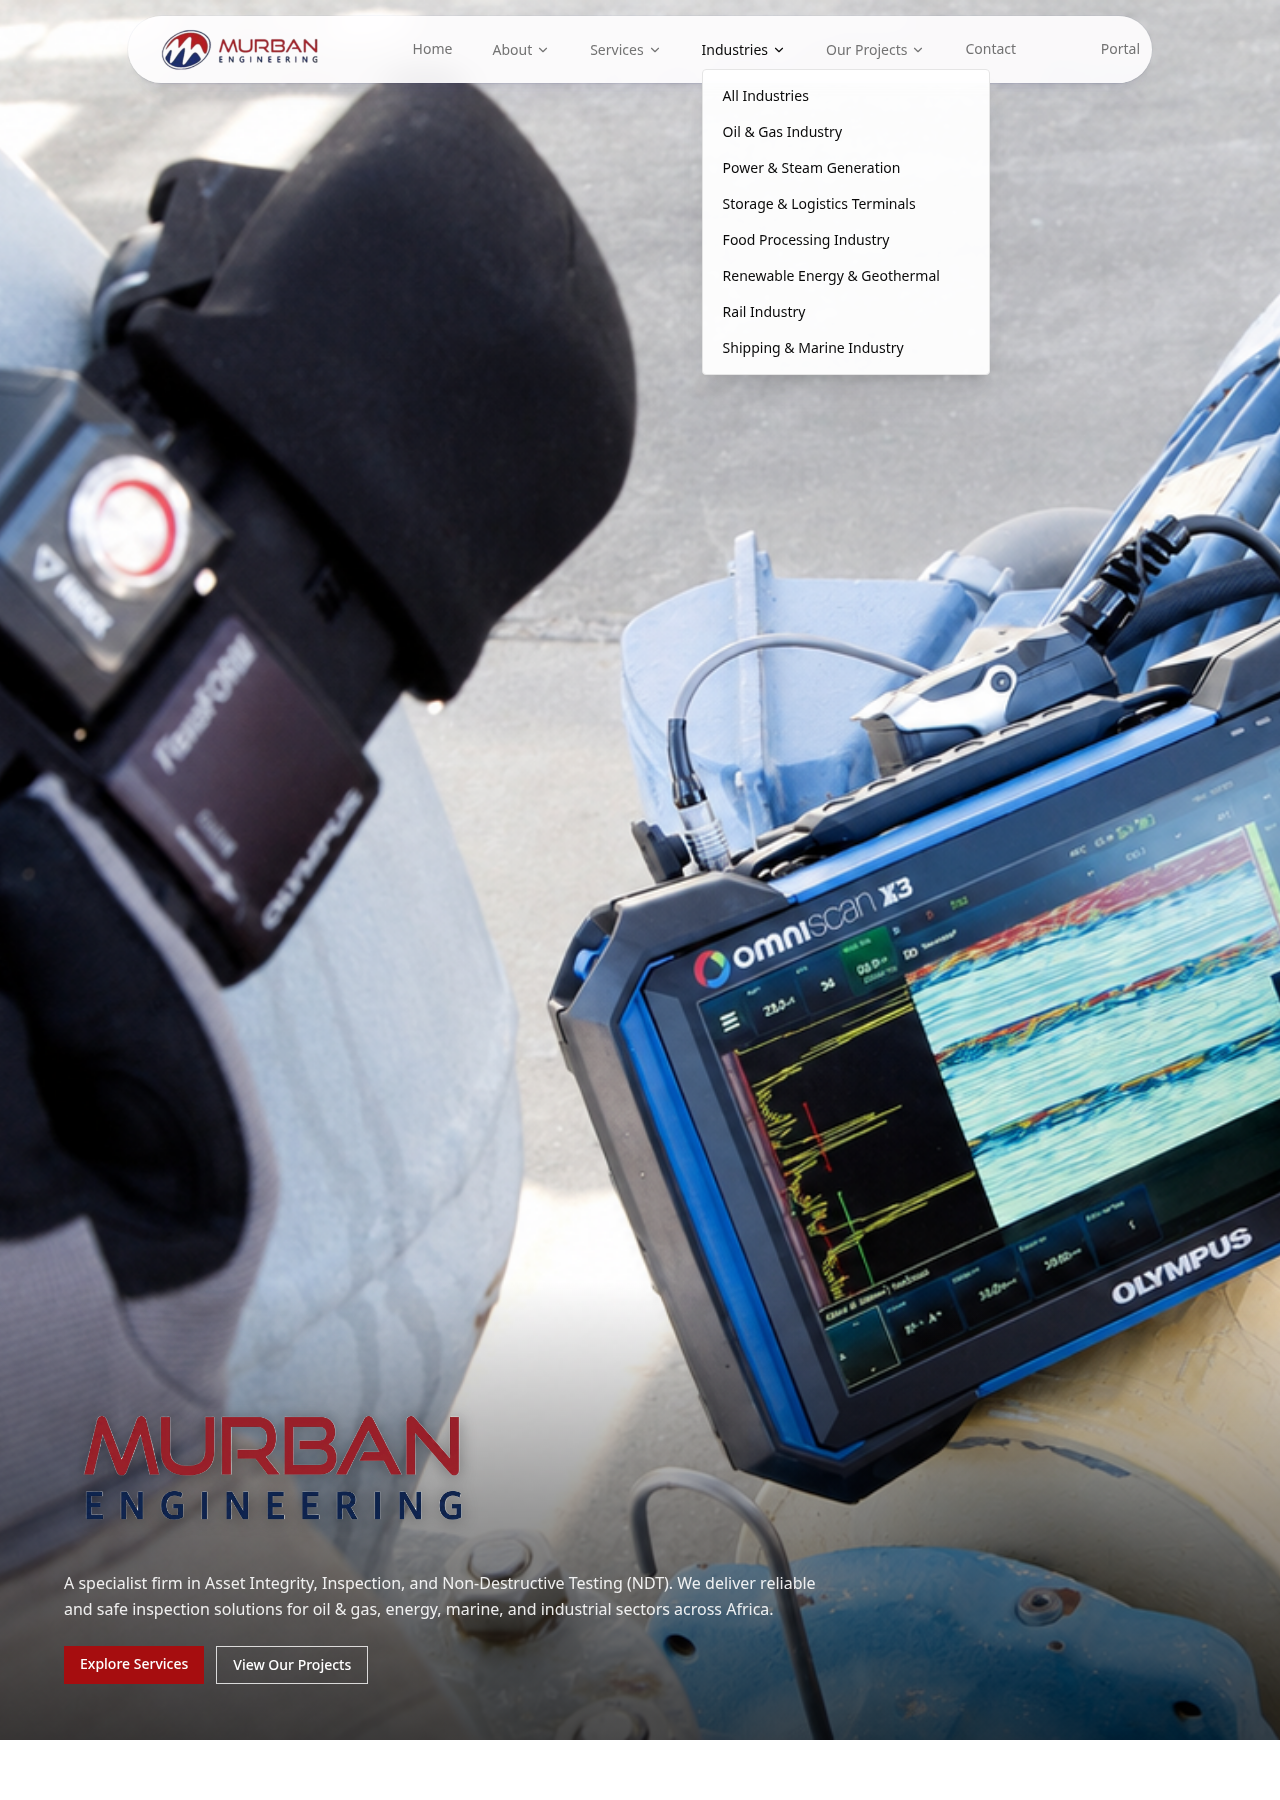 MURBAN
ENGINEERING
Home
About
Services
Industries
Our Projects
Contact
Portal
All Industries
Oil & Gas Industry
Power & Steam Generation
Storage & Logistics Terminals
Food Processing Industry
Renewable Energy & Geothermal
Rail Industry
Shipping & Marine Industry
OLYMPUS
omniscan X3
OLYMPUS
MURBAN
ENGINEERING
A specialist firm in Asset Integrity, Inspection, and Non-Destructive Testing (NDT). We deliver reliable
and safe inspection solutions for oil & gas, energy, marine, and industrial sectors across Africa.
Explore Services
View Our Projects